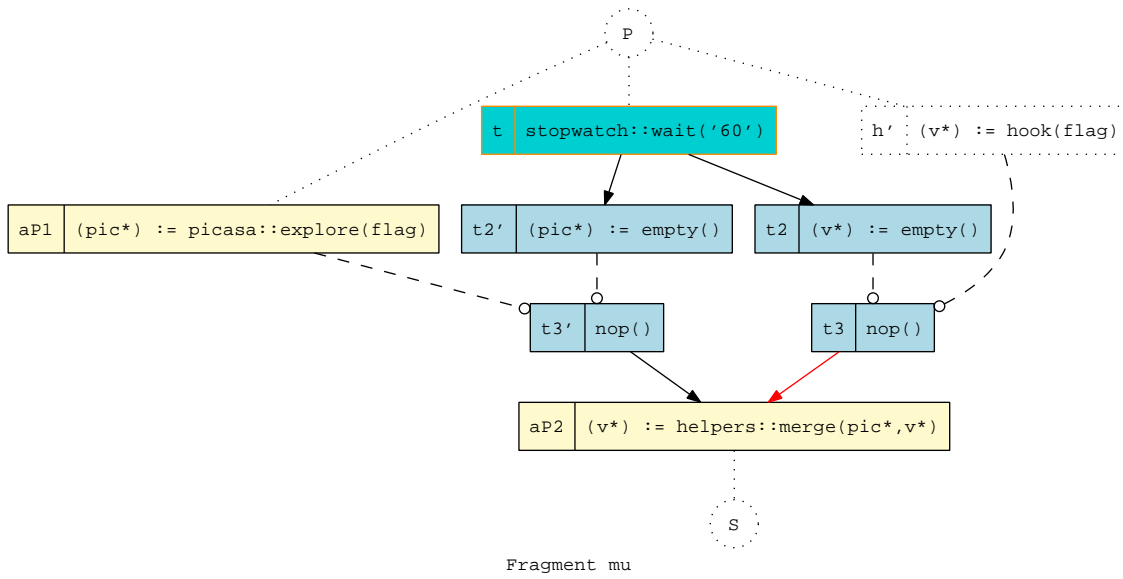 P
t stopwatch::wait('60')
h' (v*) := hook(flag)
aP1 (pic*) := picasa::explore(flag)
t2' (pic*) := empty()
t2 (v*) := empty()
t3' nop()
t3 nop()
aP2 (v*) := helpers::merge(pic*,v*)
S
Fragment mu